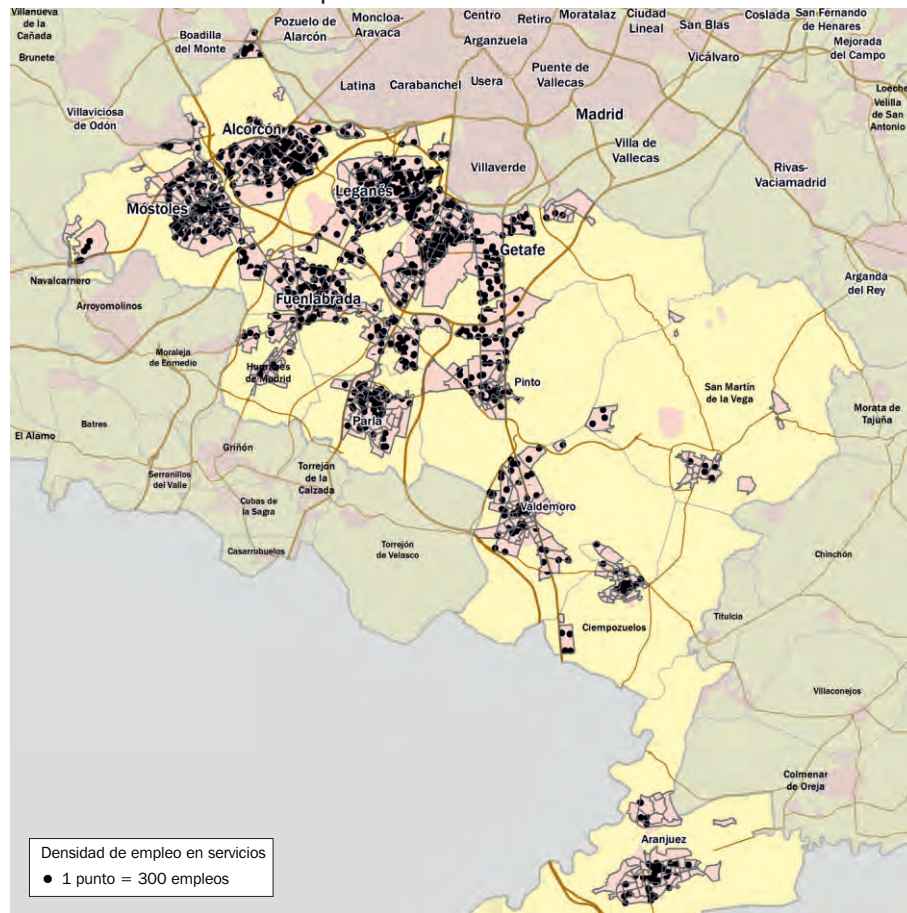 Villanueva
de la
Cañada
Brunete
Boadilla
del Monte
Pozuelo de
Alarcón
Moncloa-
Aravaca
Centro
Retiro
Moratalaz
Ciudad
Lineal
San Blas
Coslada
San Fernando
de Henares
Arganzuela
Vicálvaro
Mejorada
del Campo
Latina
Carabanchel
Usera
Puente de
Vallecas
Loeche
Velilla
de San
Antonio
Villaviciosa
de Odón
Alcorcón
Madrid
Villa de
Vallecas
Villaverde
Rivas-
Vaciamadrid
Leganés
Móstoles
Getafe
Navalcarnero
Arganda
del Rey
Arroyomolinos
Fuenlabrada
Moraleja
de Enmedio
Humanes
de Madrid
Pinto
San Martín
de la Vega
Morata de
Tajuña
Batres
El Alamo
Parla
Griñón
Serranillos
del Valle
Torrejón
de la
Calzada
Cubas de
la Sagra
Valdemoro
Casarrubuelos
Torrejón
de Velasco
Chinchón
Titulcia
Ciempozuelos
Villaconejos
Colmenar
de Oreja
Aranjuez
Densidad de empleo en servicios
● 1 punto = 300 empleos